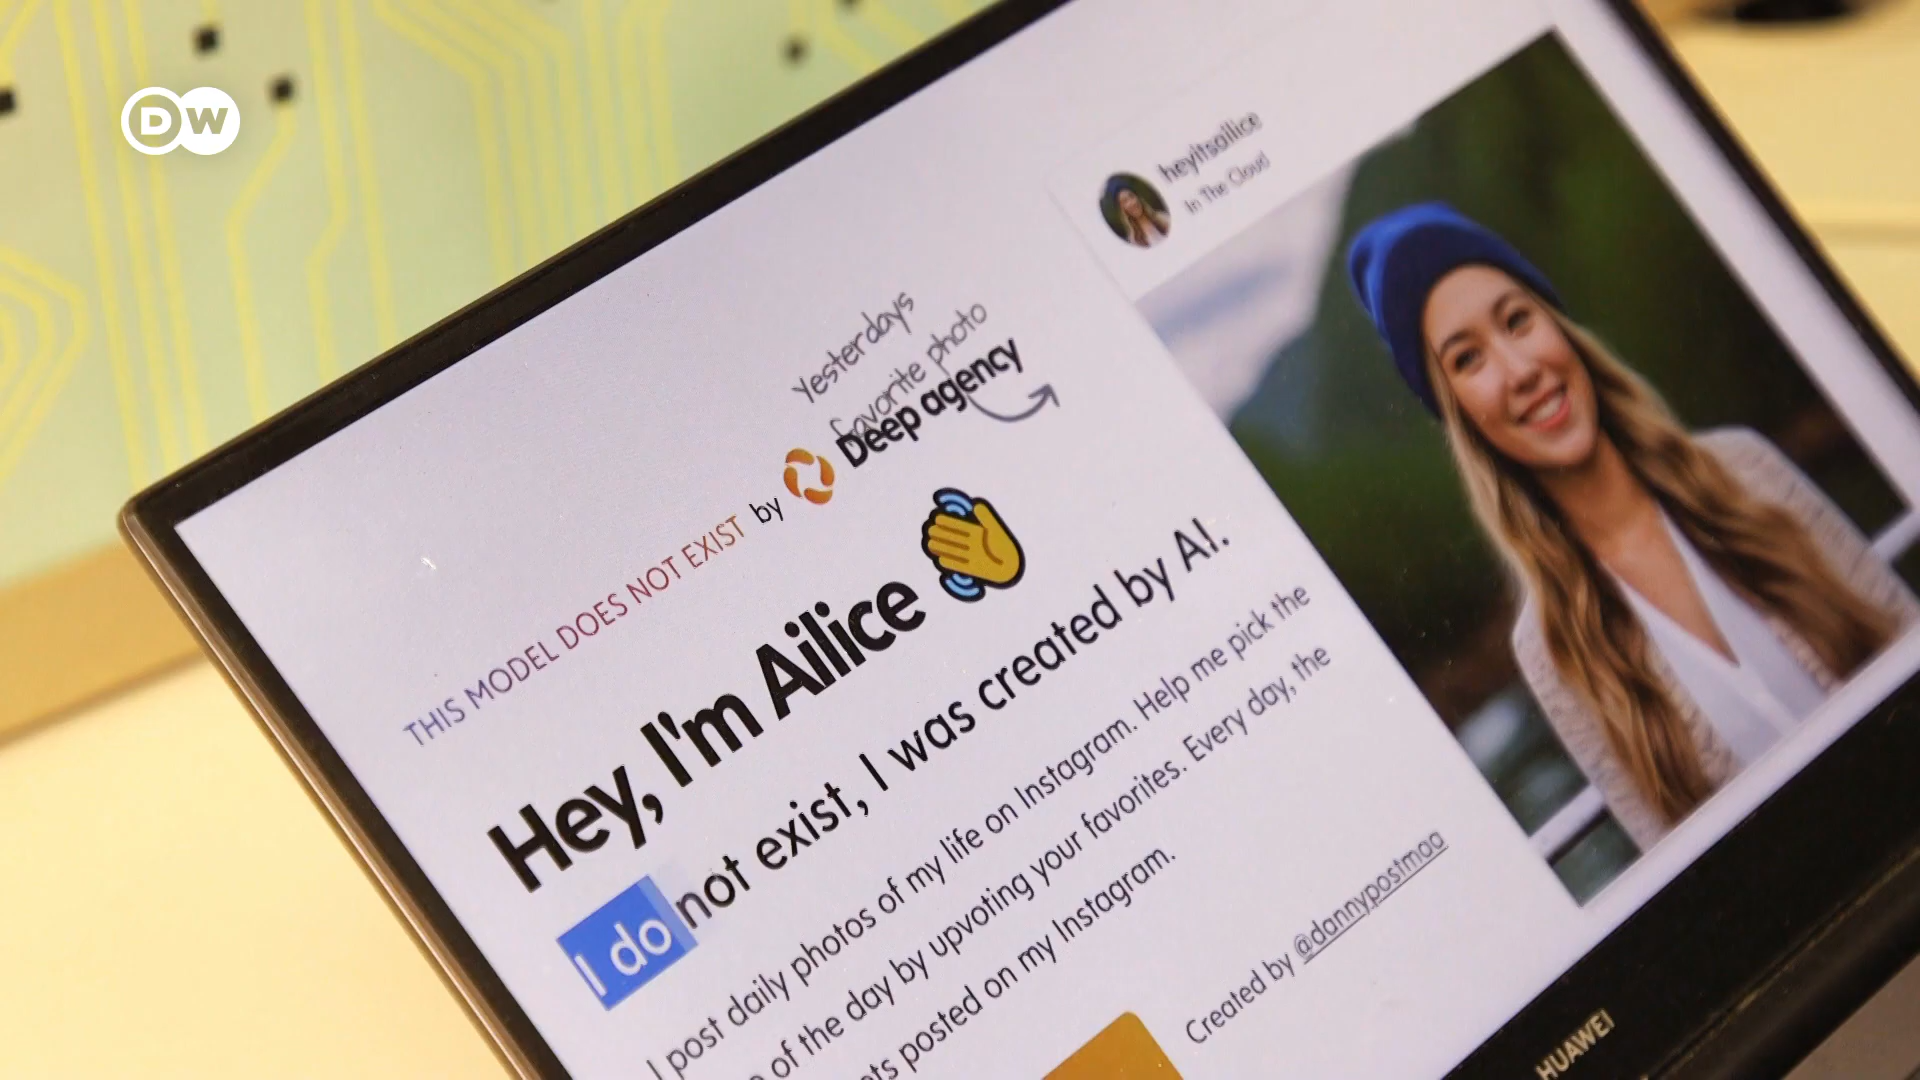 DW
heyitsailice
In The Cloud
Yesterdays
favorite photo
THIS MODEL DOES NOT EXIST by Deep agency
Hey, I'm Ailice 👋
I do not exist, I was created by AI.
I post daily photos of my life on Instagram. Help me pick the
of the day by upvoting your favorites. Every day, the
posted on my Instagram.
Created by @dannypostmaa
HUAWEI